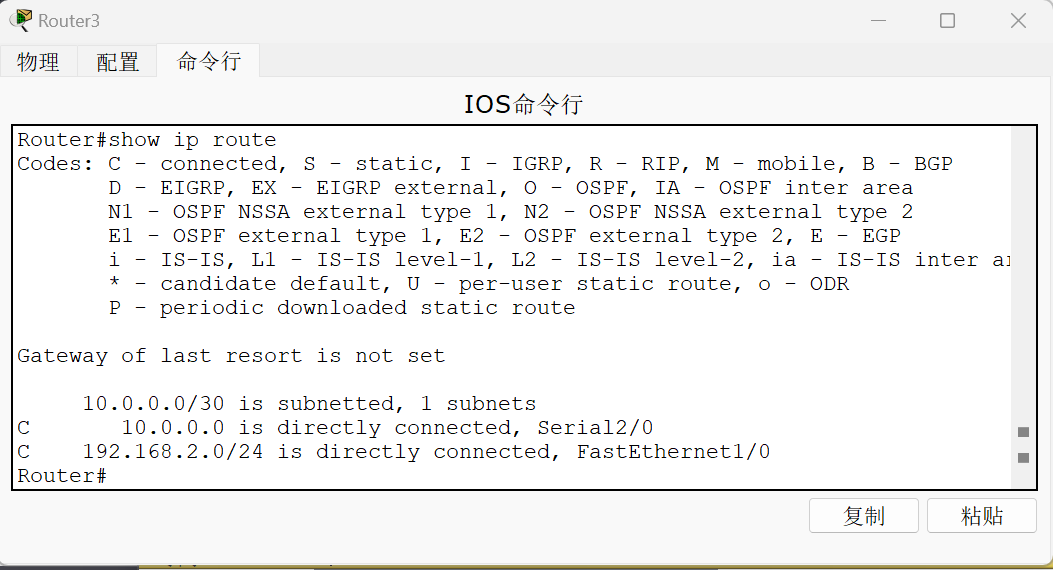 Router3
物理 配置 命令行
IOS命令行
Router#show ip route
Codes: C - connected, S - static, I - IGRP, R - RIP, M - mobile, B - BGP
D - EIGRP, EX - EIGRP external, O - OSPF, IA - OSPF inter area
N1 - OSPF NSSA external type 1, N2 - OSPF NSSA external type 2
E1 - OSPF external type 1, E2 - OSPF external type 2, E - EGP
i - IS-IS, L1 - IS-IS level-1, L2 - IS-IS level-2, ia - IS-IS inter
* - candidate default, U - per-user static route, o - ODR
P - periodic downloaded static route
Gateway of last resort is not set
10.0.0.0/30 is subnetted, 1 subnets
C 10.0.0.0 is directly connected, Serial2/0
C 192.168.2.0/24 is directly connected, FastEthernet1/0
Router#
复制 粘贴